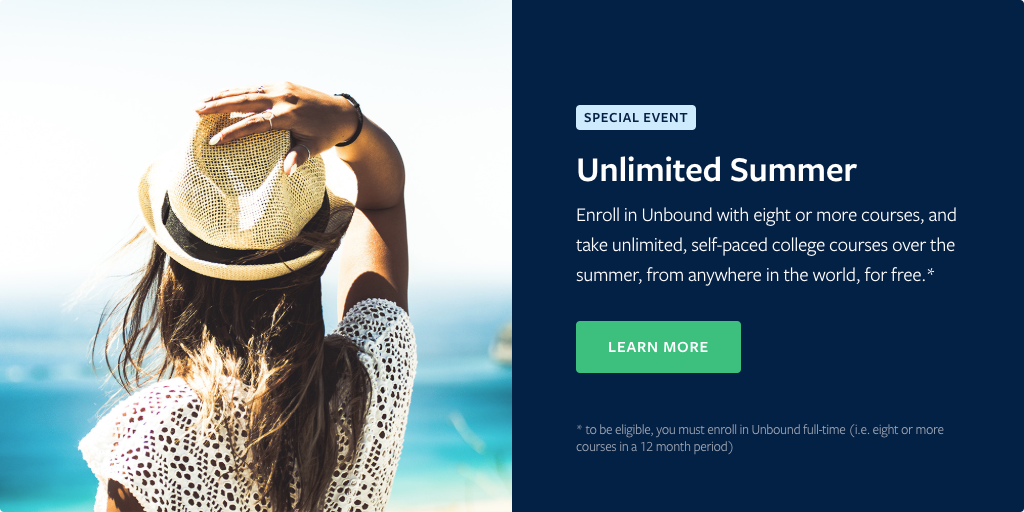 SPECIAL EVENT
Unlimited Summer
Enroll in Unbound with eight or more courses, and
take unlimited, self-paced college courses over the
summer, from anywhere in the world, for free.*
LEARN MORE
* to be eligible, you must enroll in Unbound full-time (i.e. eight or more
courses in a 12 month period)